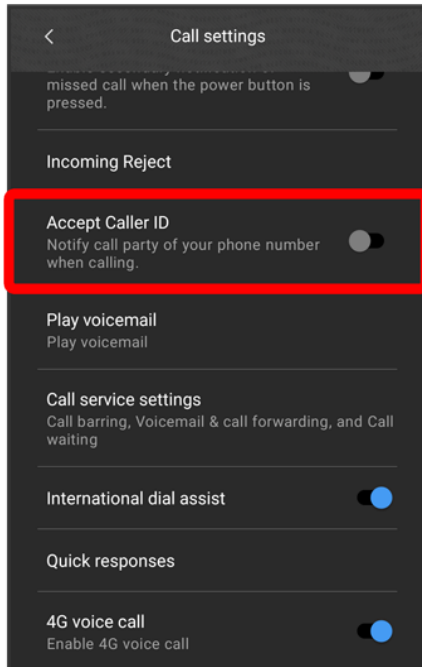 Call settings
missed call when the power button is
pressed.
Incoming Reject
Accept Caller ID
Notify call party of your phone number
when calling.
Play voicemail
Play voicemail
Call service settings
Call barring, Voicemail & call forwarding, and Call
waiting
International dial assist
Quick responses
4G voice call
Enable 4G voice call